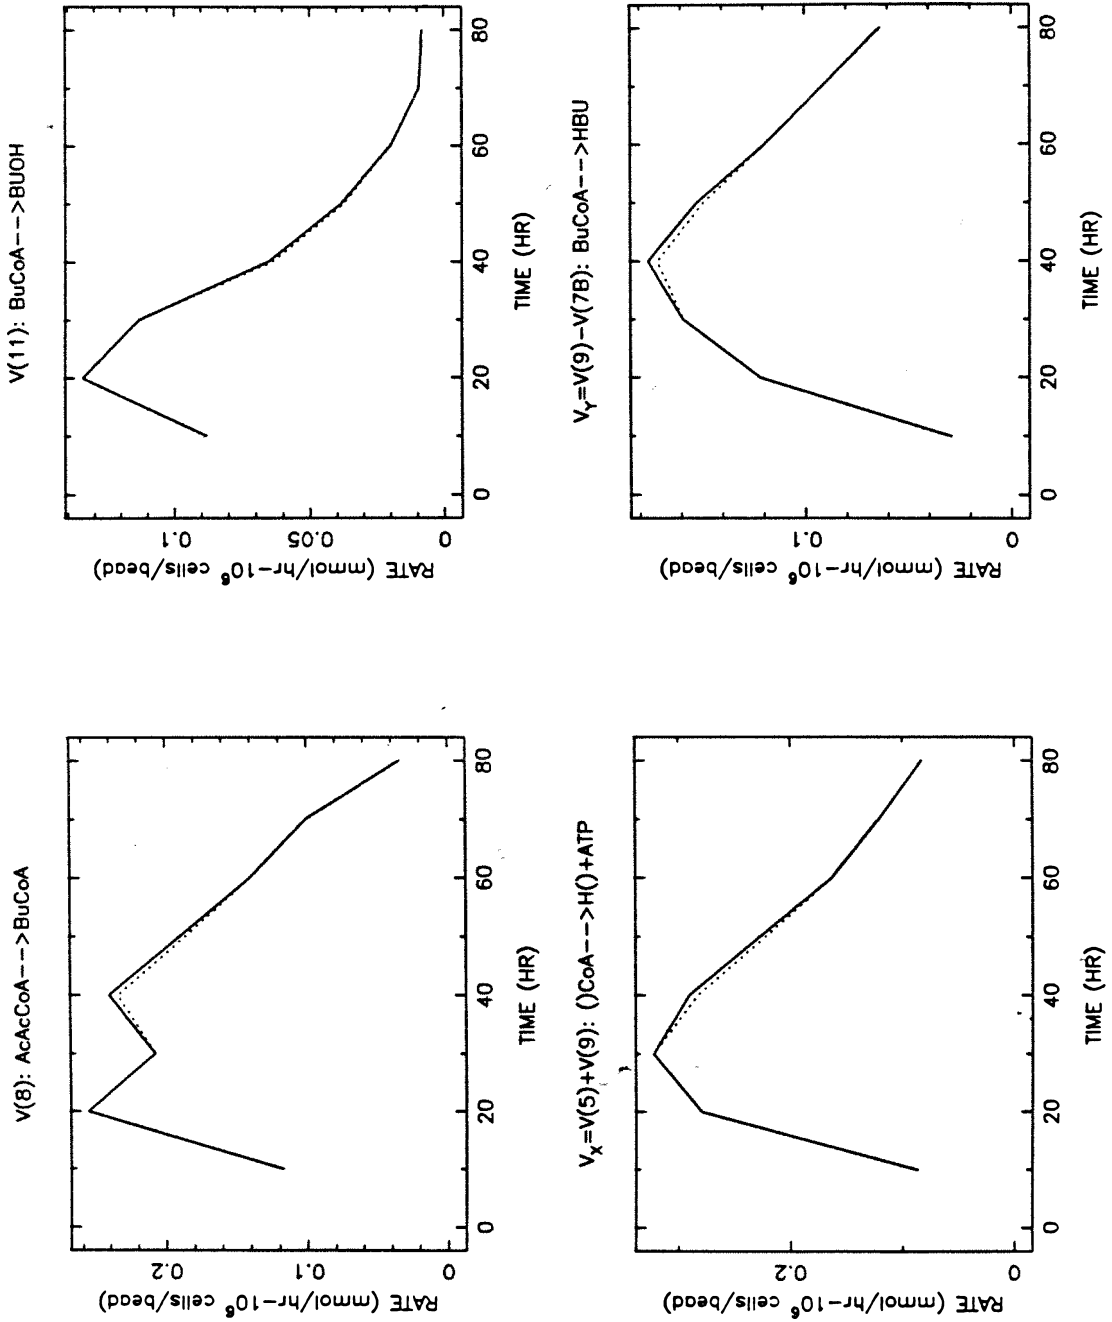 V(8): AcAcCoA--->BuCoA
RATE (mmol/hr-10⁶ cells/bead)
0.2
0.1
0
0
20
40
60
80
TIME (HR)
V(11): BuCoA--->BUOH
RATE (mmol/hr-10⁶ cells/bead)
0.1
0.05
0
0
20
40
60
80
TIME (HR)
Vₓ=V(5)+V(9): ()CoA--->H()+ATP
RATE (mmol/hr-10⁶ cells/bead)
0.2
0
0
20
40
60
80
TIME (HR)
V_Y=V(9)-V(7B): BuCoA--->HBU
RATE (mmol/hr-10⁶ cells/bead)
0.1
0
0
20
40
60
80
TIME (HR)